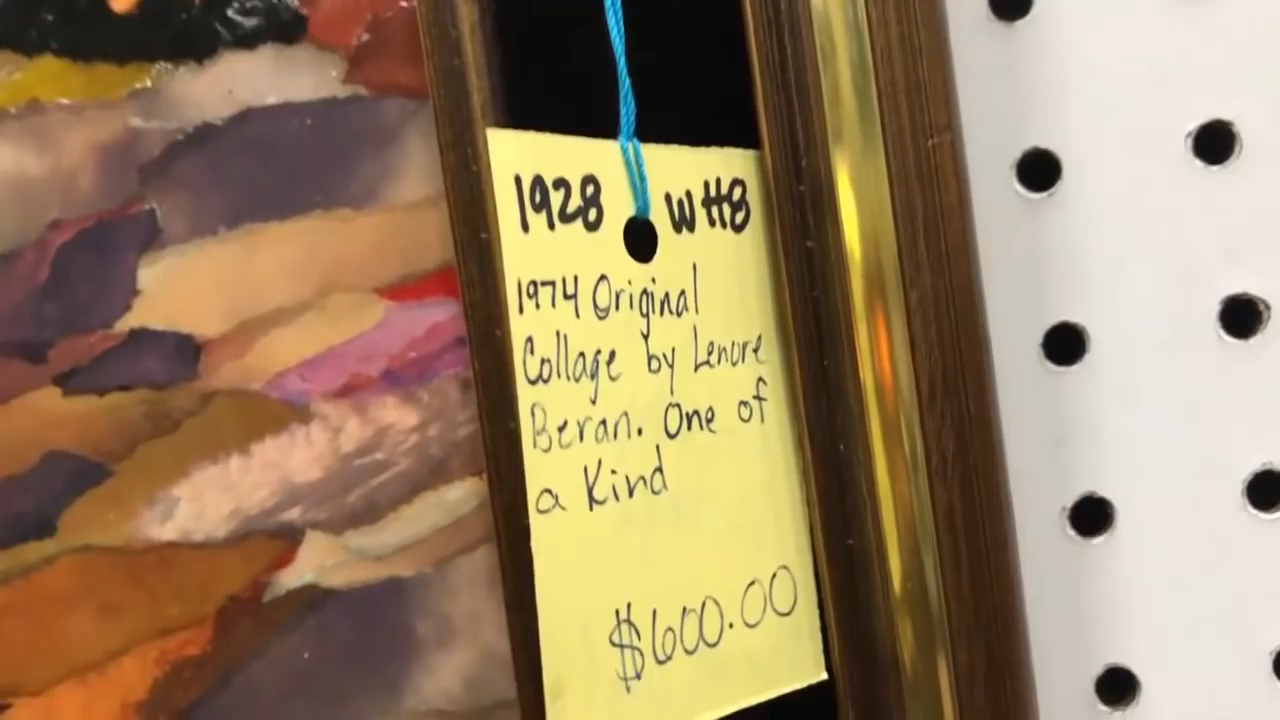 1928 WH8
1974 Original
Collage by Lenore
Beran. One of
a Kind
$600.00